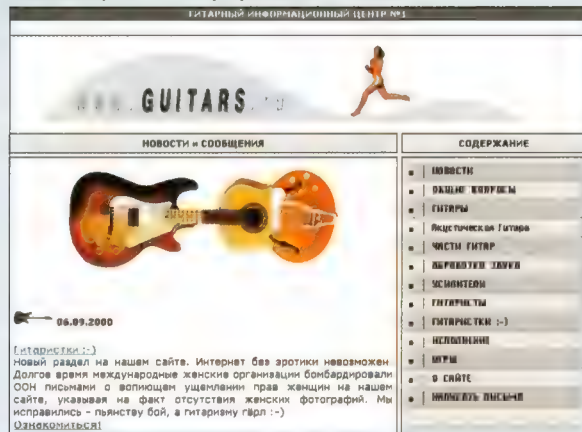 ГИТАРНЫЙ ИНФОРМАЦИОННЫЙ ЦЕНТР №1
www.GUITARS.ru
НОВОСТИ и СООБЩЕНИЯ
СОДЕРЖАНИЕ
НОВОСТИ
ОБЩИЕ ВОПРОСЫ
ГИТАРЫ
Акустическая Гитара
ЧАСТИ ГИТАР
ОБРАБОТКА ЗВУКА
УСИЛИТЕЛИ
ГИТАРИСТЫ
ГИТАРИСТКИ :-)
ИСПОЛНЕНИЕ
ИГРЫ
О САЙТЕ
НАПИСАТЬ ПИСЬМО
06.09.2000
Гитаристки :-)
Новый раздел на нашем сайте. Интернет без эротики невозможен.
Долгое время международные женские организации бомбардировали
ООН письмами о вопиющем ущемлении прав женщин на нашем
сайте, указывая на факт отсутствия женских фотографий. Мы
исправились - пьянству бой, а гитаризму гёрл :-)
Ознакомиться!